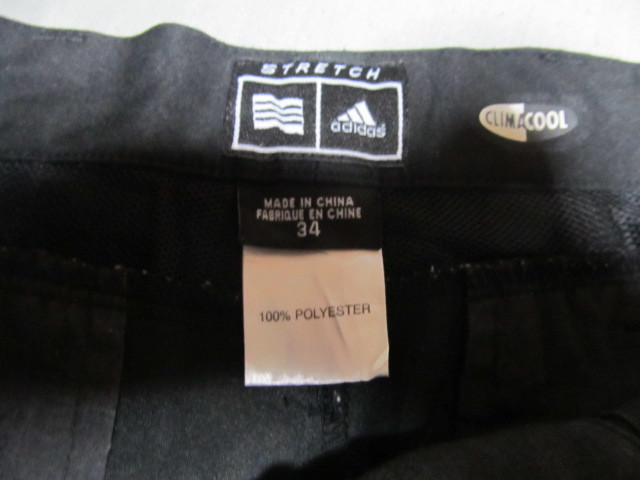 STRETCH
adidas
CLIMACOOL
MADE IN CHINA
FABRIQUE EN CHINE
34
100% POLYESTER